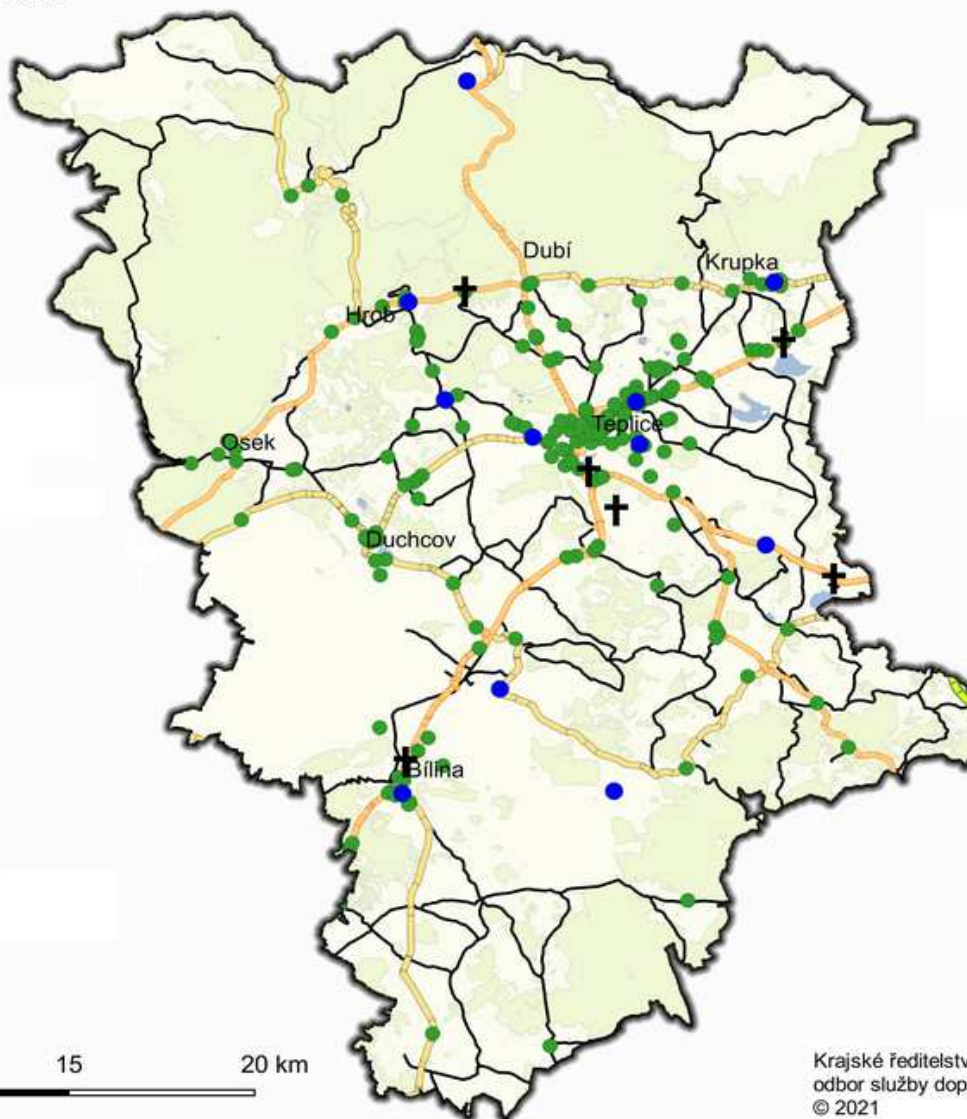 Dubí
Krupka
Hrob
Teplice
Osek
Duchcov
Bílina
15 20 km
Krajské ředitelstv
odbor služby dop
© 2021